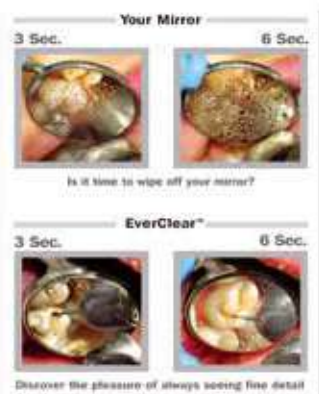 Your Mirror
3 Sec. 6 Sec.
Is it time to wipe off your mirror?
EverClear™
3 Sec. 6 Sec.
Discover the pleasure of always seeing fine detail